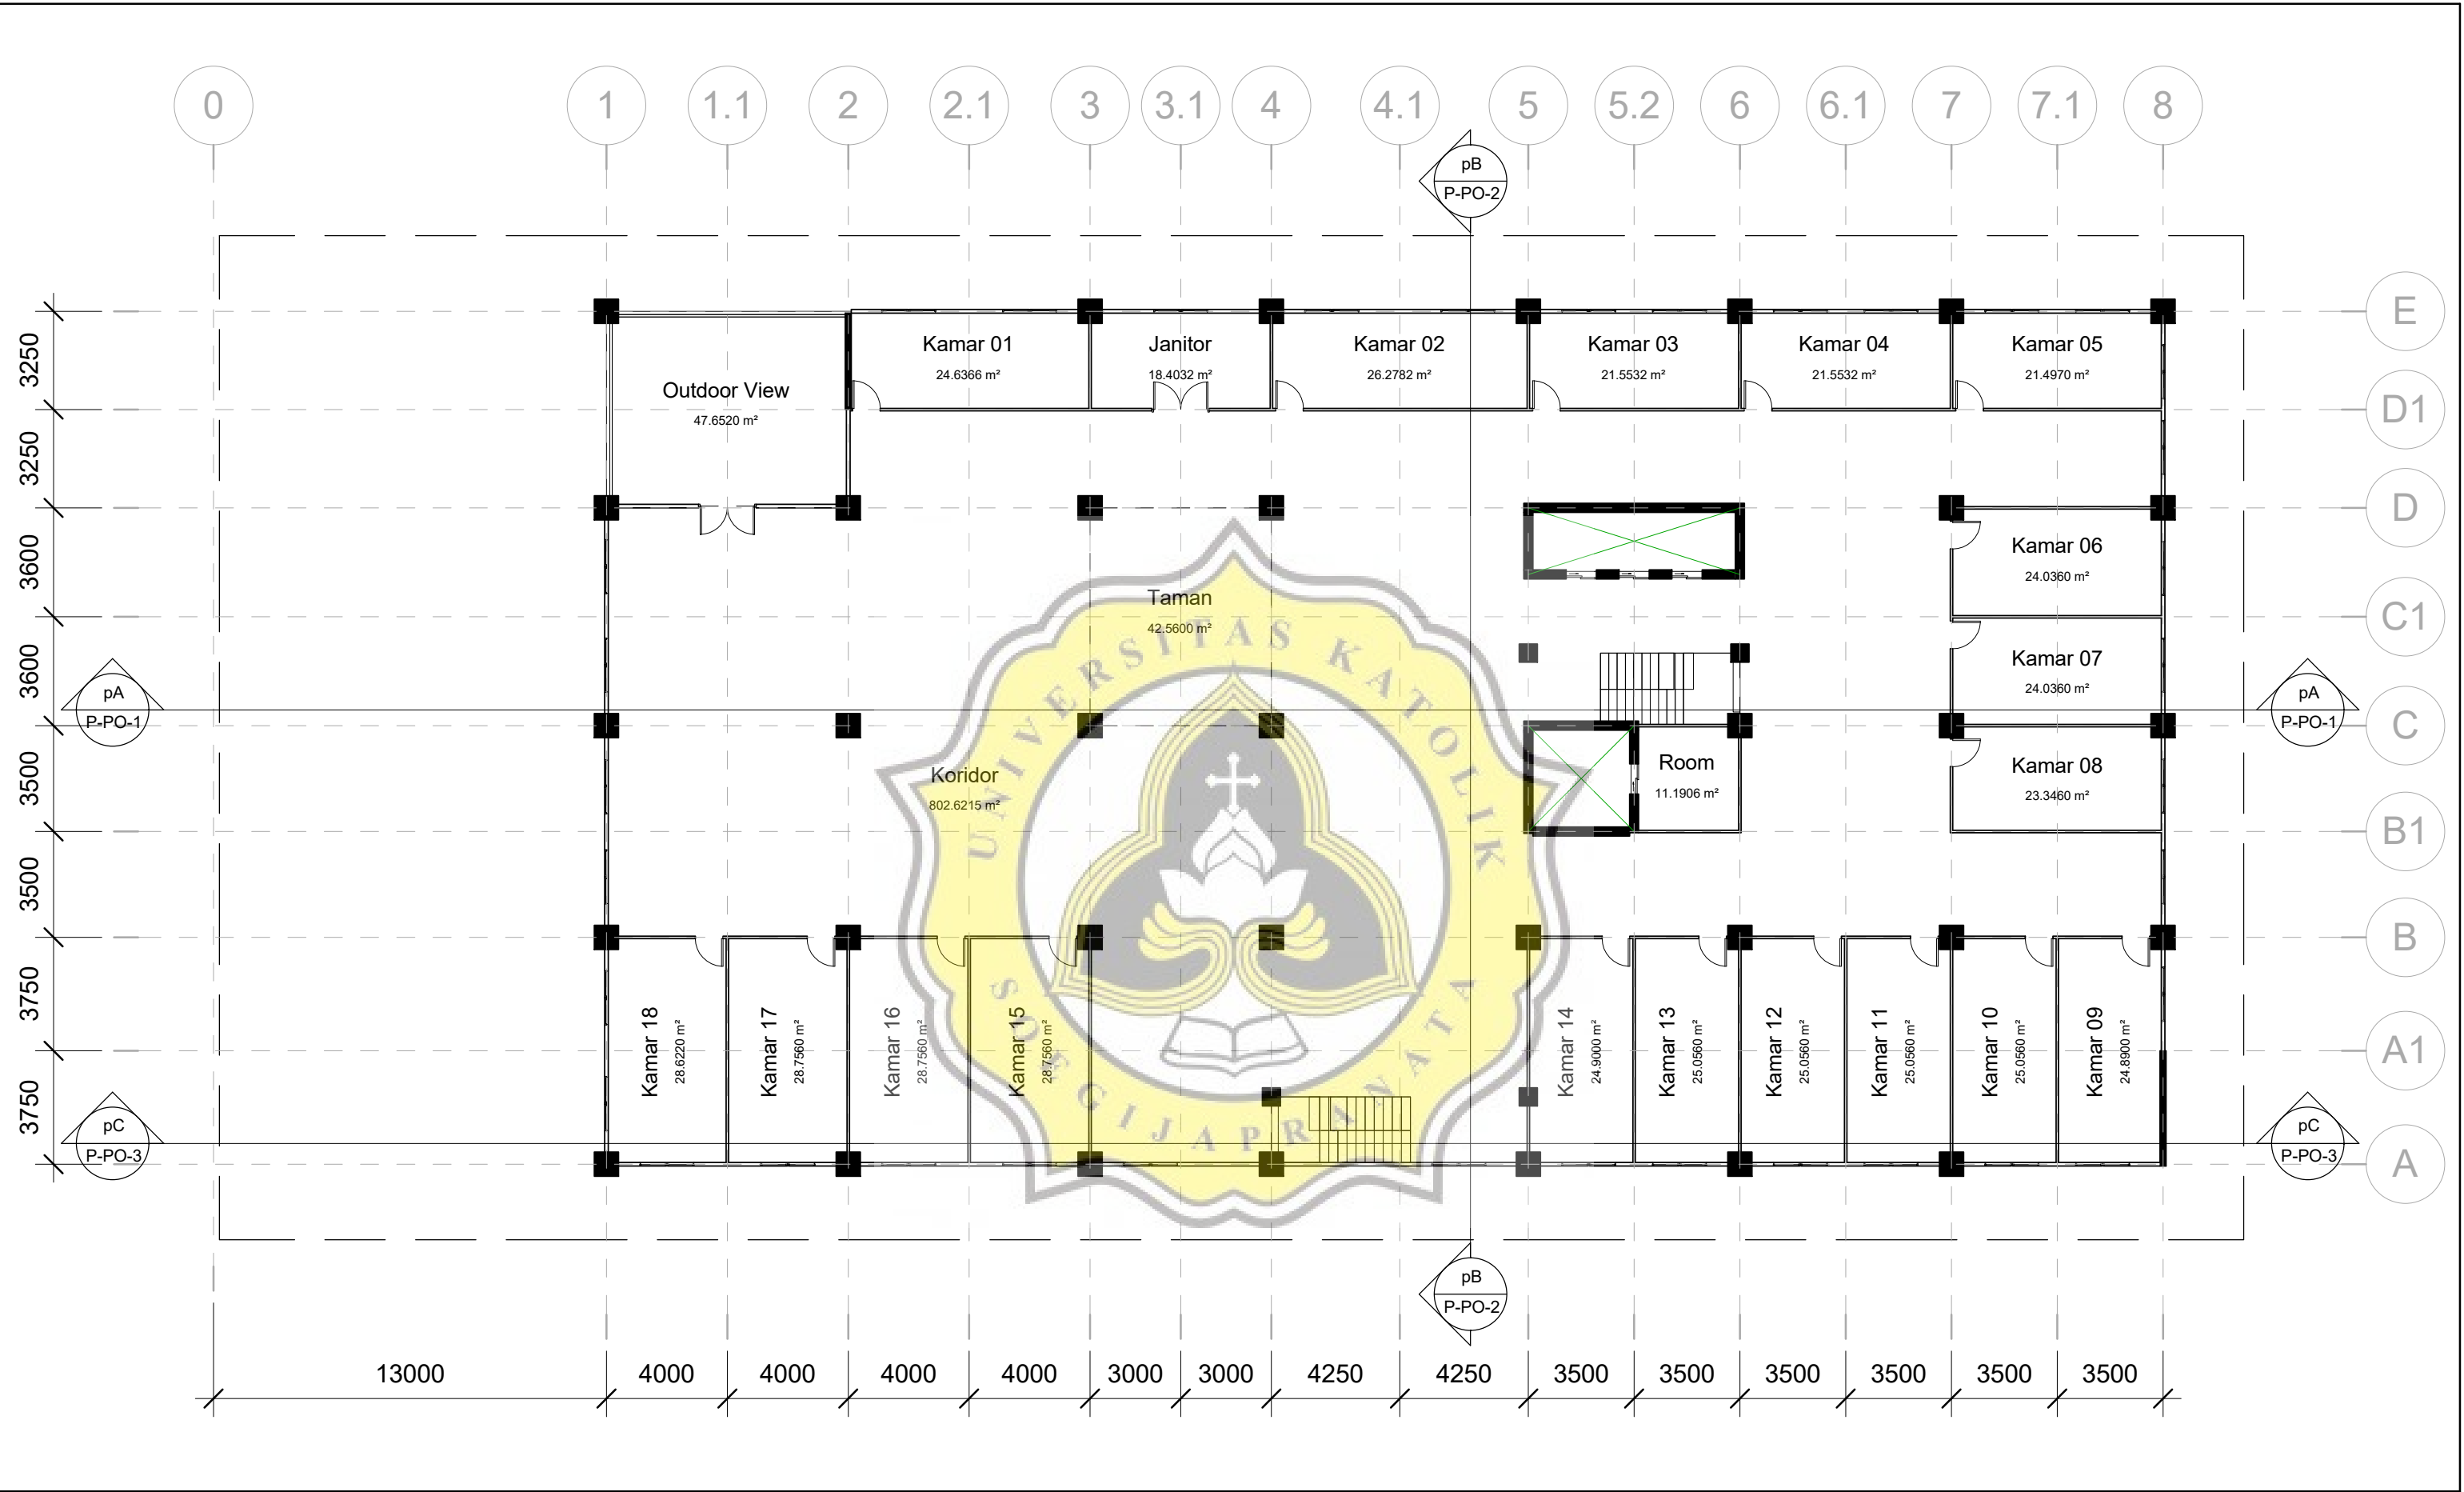 0 1 1.1 2 2.1 3 3.1 4 4.1 5 5.2 6 6.1 7 7.1 8
pB
P-PO-2
E
D1
D
C1
C
B1
B
A1
A
3250
3250
3600
3600
3500
3500
3750
3750
Outdoor View
47.6520 m²
Kamar 01
24.6366 m²
Janitor
18.4032 m²
Kamar 02
26.2782 m²
Kamar 03
21.5532 m²
Kamar 04
21.5532 m²
Kamar 05
21.4970 m²
Kamar 06
24.0360 m²
Taman
42.5600 m²
Kamar 07
24.0360 m²
pA
P-PO-1
pA
P-PO-1
Koridor
802.6215 m²
Room
11.1906 m²
Kamar 08
23.3460 m²
UNIVERSITAS KATOLIK
SOEGIJAPRANATA
Kamar 18
28.6220 m²
Kamar 17
28.7560 m²
Kamar 16
28.7560 m²
Kamar 15
28.7560 m²
Kamar 14
24.9000 m²
Kamar 13
25.0560 m²
Kamar 12
25.0560 m²
Kamar 11
25.0560 m²
Kamar 10
25.0560 m²
Kamar 09
24.8900 m²
pC
P-PO-3
pC
P-PO-3
pB
P-PO-2
13000 4000 4000 4000 4000 3000 3000 4250 4250 3500 3500 3500 3500 3500 3500